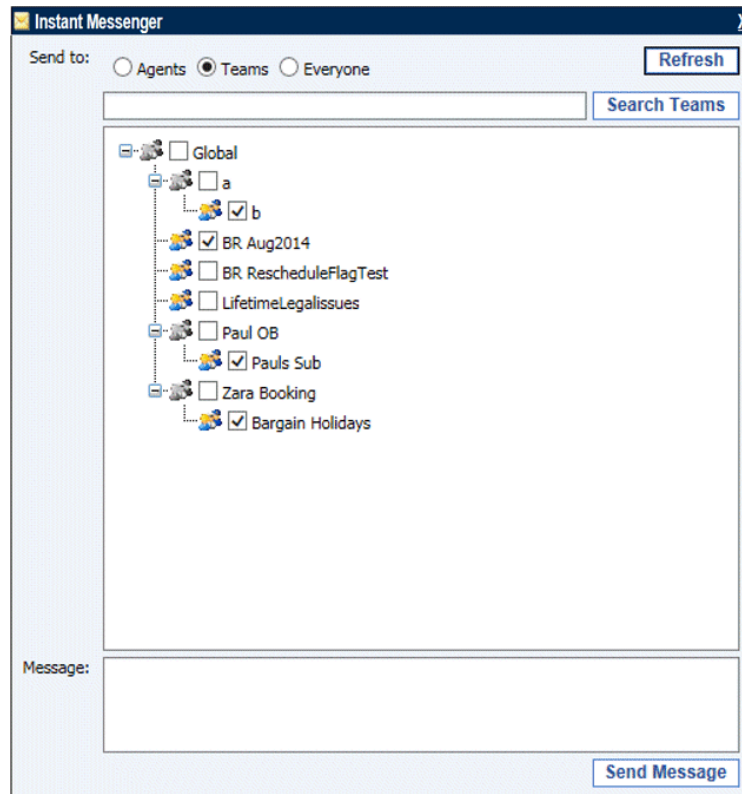 Instant Messenger
Send to: Agents Teams Everyone Refresh
Search Teams
Global
a
b
BR Aug2014
BR RescheduleFlagTest
LifetimeLegalissues
Paul OB
Pauls Sub
Zara Booking
Bargain Holidays
Message:
Send Message